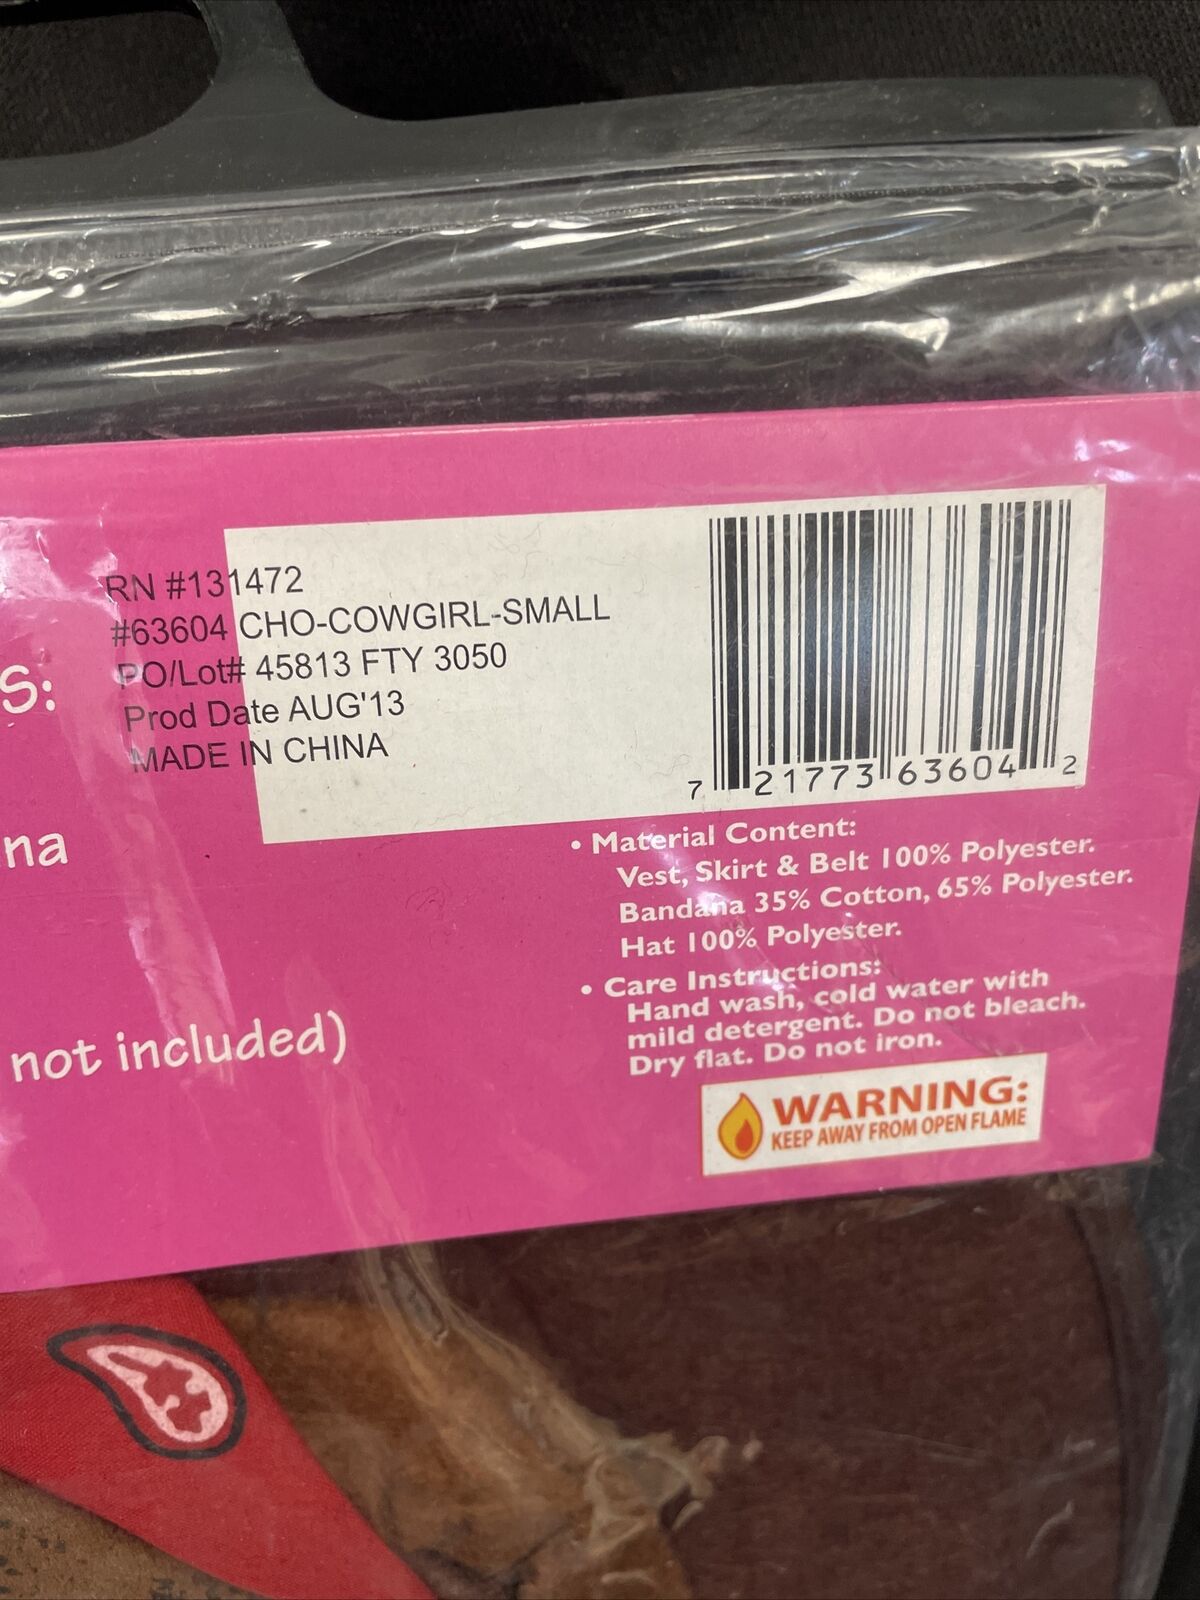 RN #131472
#63604 CHO-COWGIRL-SMALL
PO/Lot# 45813 FTY 3050
Prod Date AUG'13
MADE IN CHINA
7 21773 63604 2
S:
na
not included)
• Material Content:
Vest, Skirt & Belt 100% Polyester.
Bandana 35% Cotton, 65% Polyester.
Hat 100% Polyester.
• Care Instructions:
Hand wash, cold water with
mild detergent. Do not bleach.
Dry flat. Do not iron.
WARNING:
KEEP AWAY FROM OPEN FLAME